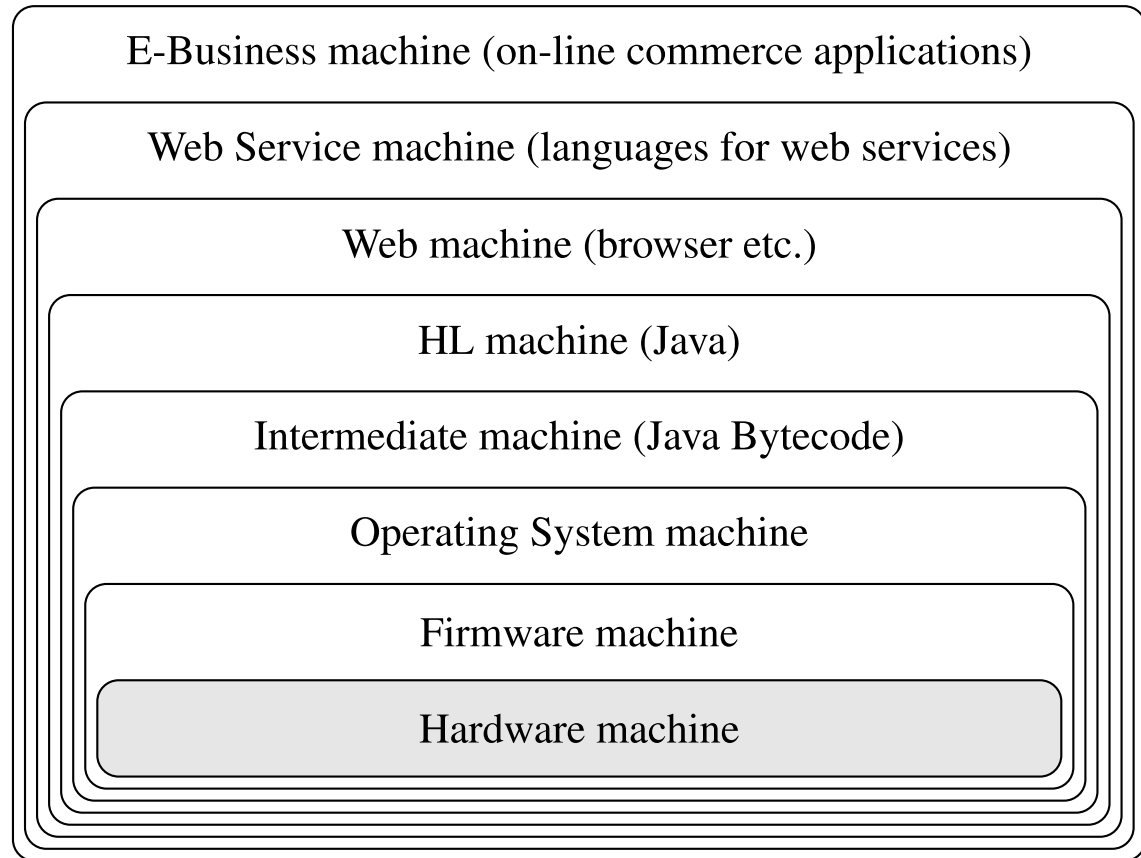 E-Business machine (on-line commerce applications)
Web Service machine (languages for web services)
Web machine (browser etc.)
HL machine (Java)
Intermediate machine (Java Bytecode)
Operating System machine
Firmware machine
Hardware machine